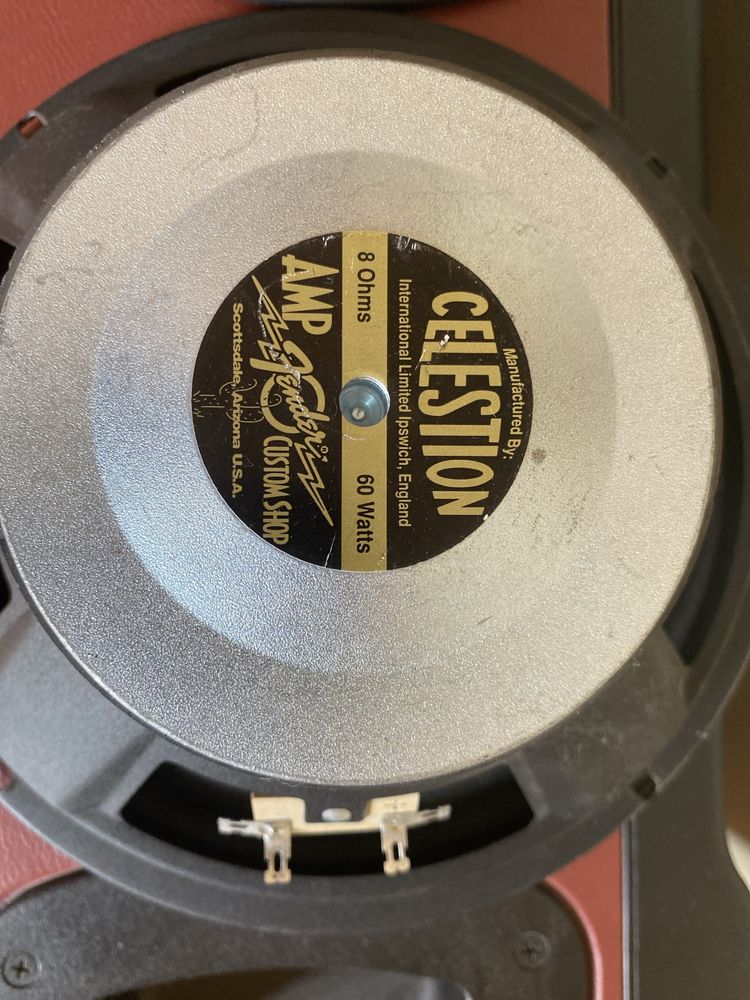 Manufactured By:
CELESTION
International Limited Ipswich, England
8 Ohms 60 Watts
AMP Fender CUSTOM SHOP
Scottsdale, Arizona U.S.A.
+